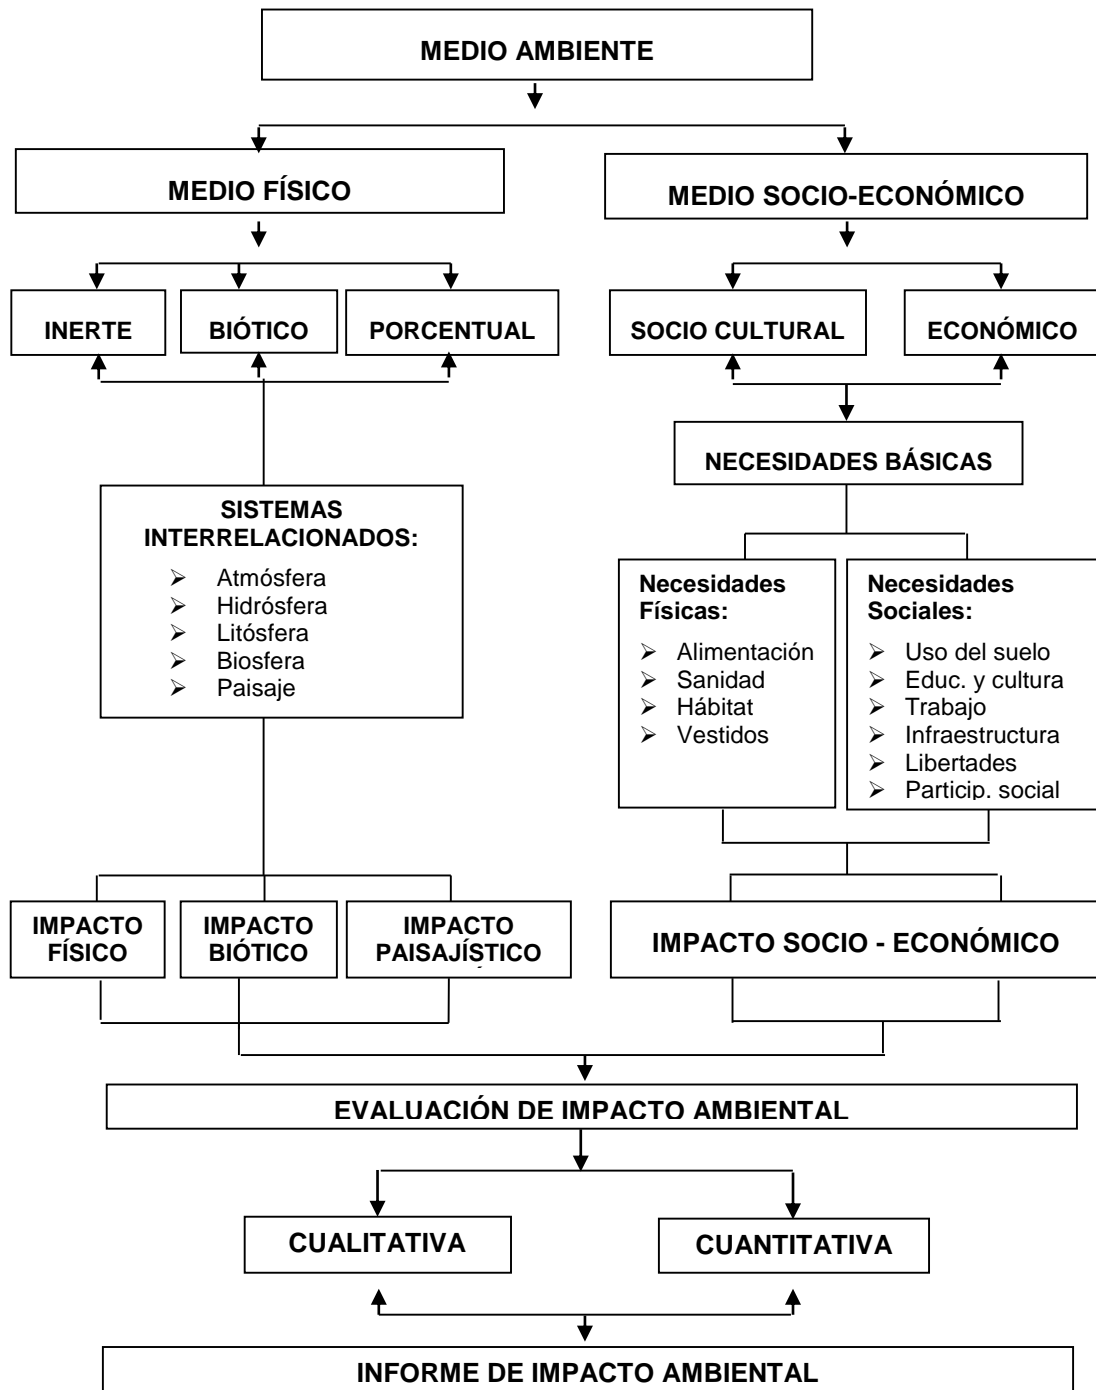 MEDIO AMBIENTE
MEDIO FÍSICO
MEDIO SOCIO-ECONÓMICO
INERTE
BIÓTICO
PORCENTUAL
SOCIO CULTURAL
ECONÓMICO
NECESIDADES BÁSICAS
SISTEMAS
INTERRELACIONADOS:
➢ Atmósfera
➢ Hidrósfera
➢ Litósfera
➢ Biosfera
➢ Paisaje
Necesidades
Físicas:
➢ Alimentación
➢ Sanidad
➢ Hábitat
➢ Vestidos
Necesidades
Sociales:
➢ Uso del suelo
➢ Educ. y cultura
➢ Trabajo
➢ Infraestructura
➢ Libertades
➢ Particip. social
IMPACTO
FÍSICO
IMPACTO
BIÓTICO
IMPACTO
PAISAJÍSTICO
IMPACTO SOCIO - ECONÓMICO
EVALUACIÓN DE IMPACTO AMBIENTAL
CUALITATIVA
CUANTITATIVA
INFORME DE IMPACTO AMBIENTAL